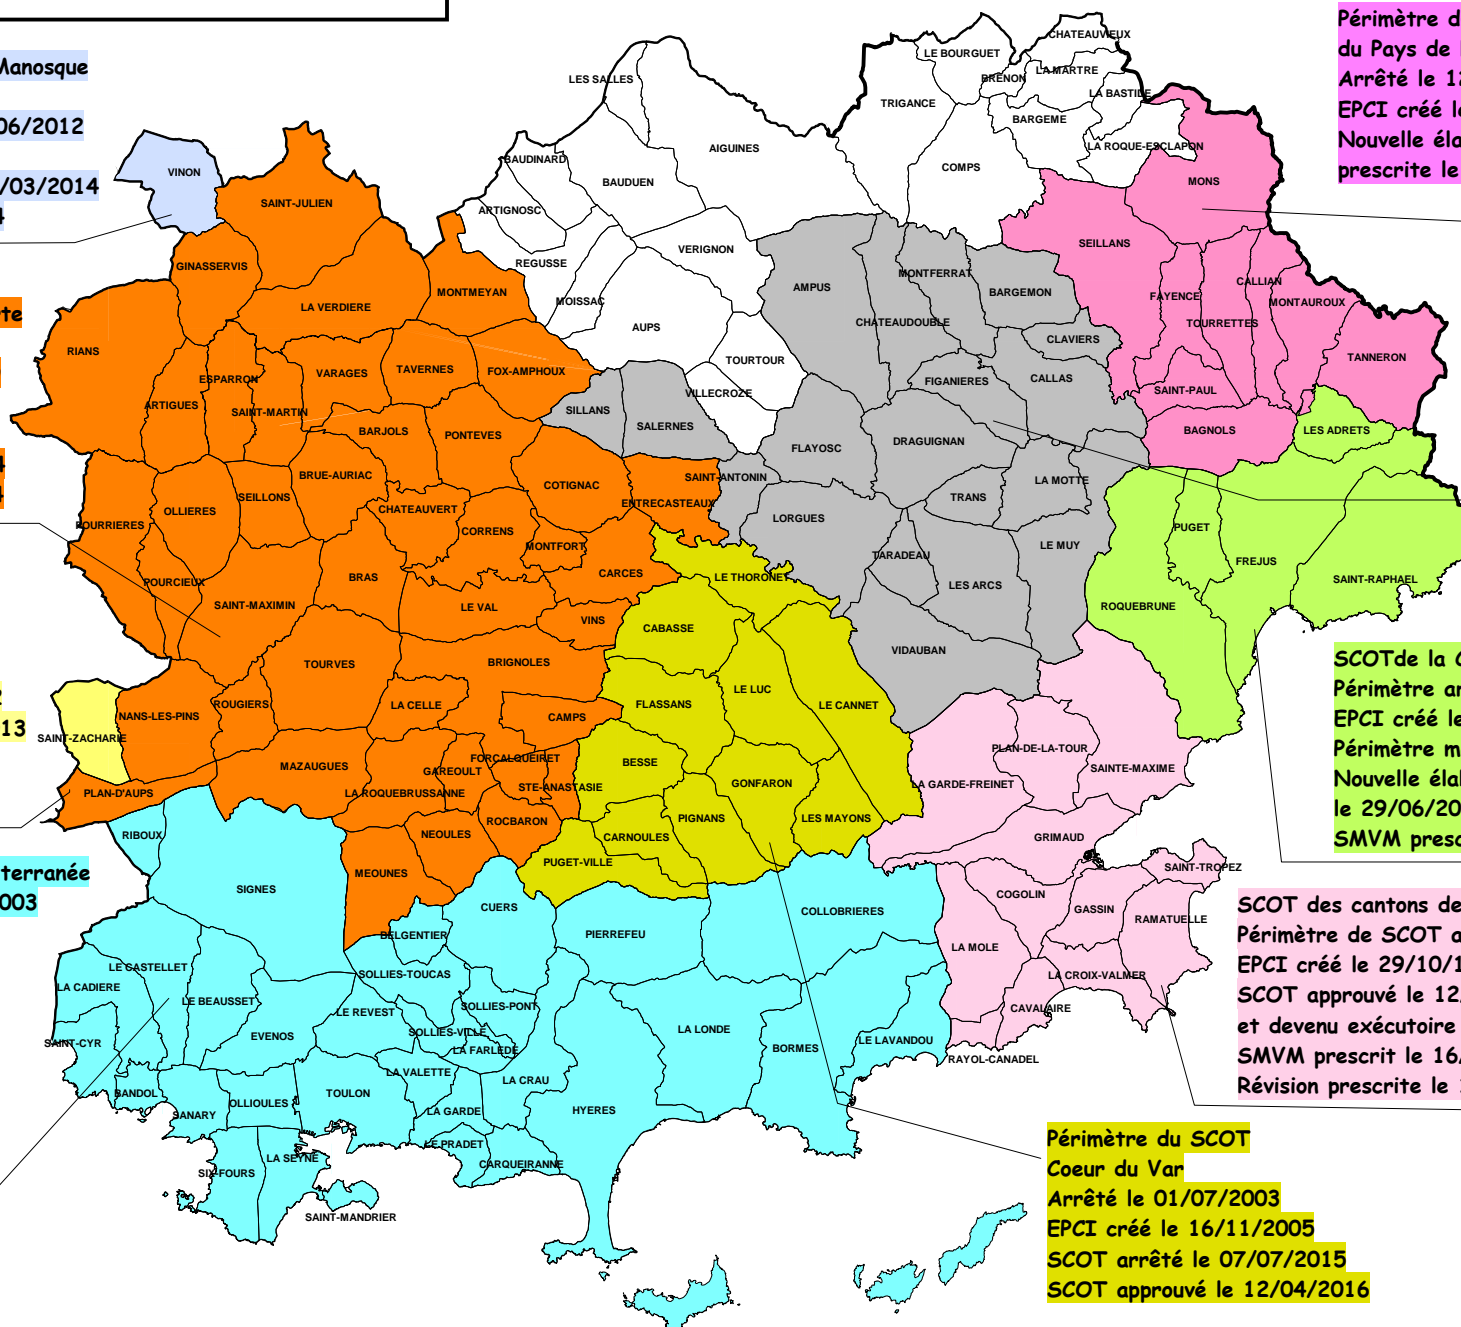 Manosque
06/2012
/03/2014
4
te
4
4
2
13
terranée
003
Périmètre d
du Pays de
Arrêté le 12
EPCI créé le
Nouvelle éla
prescrite le
CHATEAUVIEUX
LE BOURGUET
LES SALLES
BRENON
LA MARTRE
LA BASTIDE
TRIGANCE
BARGEME
AIGUINES
LA ROQUE-ESCLAPON
BAUDINARD
COMPS
VINON
BAUDUEN
MONS
SAINT-JULIEN
ARTIGNOSC
SEILLANS
VERIGNON
REGUSSE
GINASSERVIS
MONTFERRAT
CALLIAN
AMPUS
BARGEMON
MONTMEYAN
FAYENCE
MOISSAC
MONTAUROUX
LA VERDIERE
CHATEAUDOUBLE
TOURRETTES
AUPS
CLAVIERS
RIANS
TANNERON
TOURTOUR
TAVERNES
FOX-AMPHOUX
VARAGES
ESPARRON
FIGANIERES
CALLAS
SAINT-PAUL
VILLECROZE
ARTIGUES
SAINT-MARTIN
SILLANS
SALERNES
BARJOLS
PONTEVES
BAGNOLS
LES ADRETS
DRAGUIGNAN
FLAYOSC
BRUE-AURIAC
SAINT-ANTONIN
LA MOTTE
COTIGNAC
SEILLONS
TRANS
ENTRECASTEAUX
CHATEAUVERT
OLLIERES
LORGUES
POURRIERES
PUGET
CORRENS
MONTFORT
LE MUY
TARADEAU
FREJUS
CARCES
LE THORONET
SAINT-RAPHAEL
POURCIEUX
BRAS
LES ARCS
SAINT-MAXIMIN
LE VAL
ROQUEBRUNE
VINS
CABASSE
VIDAUBAN
TOURVES
BRIGNOLES
LE LUC
SCOTde la C
Périmètre ar
EPCI créé le
Périmètre m
Nouvelle élab
le 29/06/20
SMVM presc
ROUGIERS
LA CELLE
FLASSANS
LE CANNET
NANS-LES-PINS
CAMPS
SAINT-ZACHARIE
PLAN-DE-LA-TOUR
FORCALQUEIRET
BESSE
MAZAUGUES
GAREOULT
SAINTE-MAXIME
GONFARON
LA GARDE-FREINET
STE-ANASTASIE
PLAN-D'AUPS
LA ROQUEBRUSSANNE
ROCBARON
PIGNANS
LES MAYONS
RIBOUX
NEOULES
CARNOULES
GRIMAUD
PUGET-VILLE
SAINT-TROPEZ
MEOUNES
SIGNES
COGOLIN
CUERS
GASSIN
COLLOBRIERES
RAMATUELLE
SCOT des cantons de
Périmètre de SCOT a
EPCI créé le 29/10/1
SCOT approuvé le 12/
et devenu exécutoire
SMVM prescrit le 16/
Révision prescrite le
BELGENTIER
PIERREFEU
LA MOLE
LE CASTELLET
SOLLIES-TOUCAS
LA CROIX-VALMER
LA CADIERE
LE BEAUSSET
SOLLIES-PONT
CAVALAIRE
LE REVEST
LA LONDE
SOLLIES-VILLE
EVENOS
LE LAVANDOU
SAINT-CYR
BORMES
LA FARLEDE
RAYOL-CANADEL
LA VALETTE
LA CRAU
BANDOL
TOULON
OLLIOULES
HYERES
LA GARDE
SANARY
LE PRADET
LA SEYNE
CARQUEIRANNE
SIX-FOURS
SAINT-MANDRIER
Périmètre du SCOT
Coeur du Var
Arrêté le 01/07/2003
EPCI créé le 16/11/2005
SCOT arrêté le 07/07/2015
SCOT approuvé le 12/04/2016